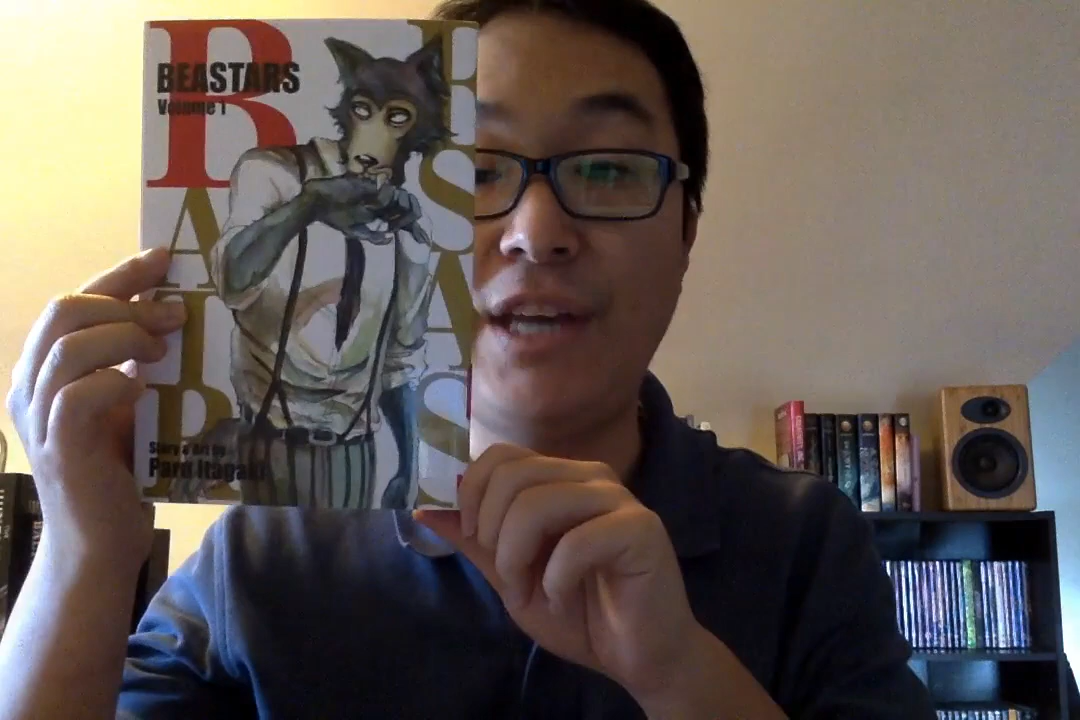 BEASTARS
Volume 1
B E
A S
T A
R S
Story & Art by
Paru Itagaki